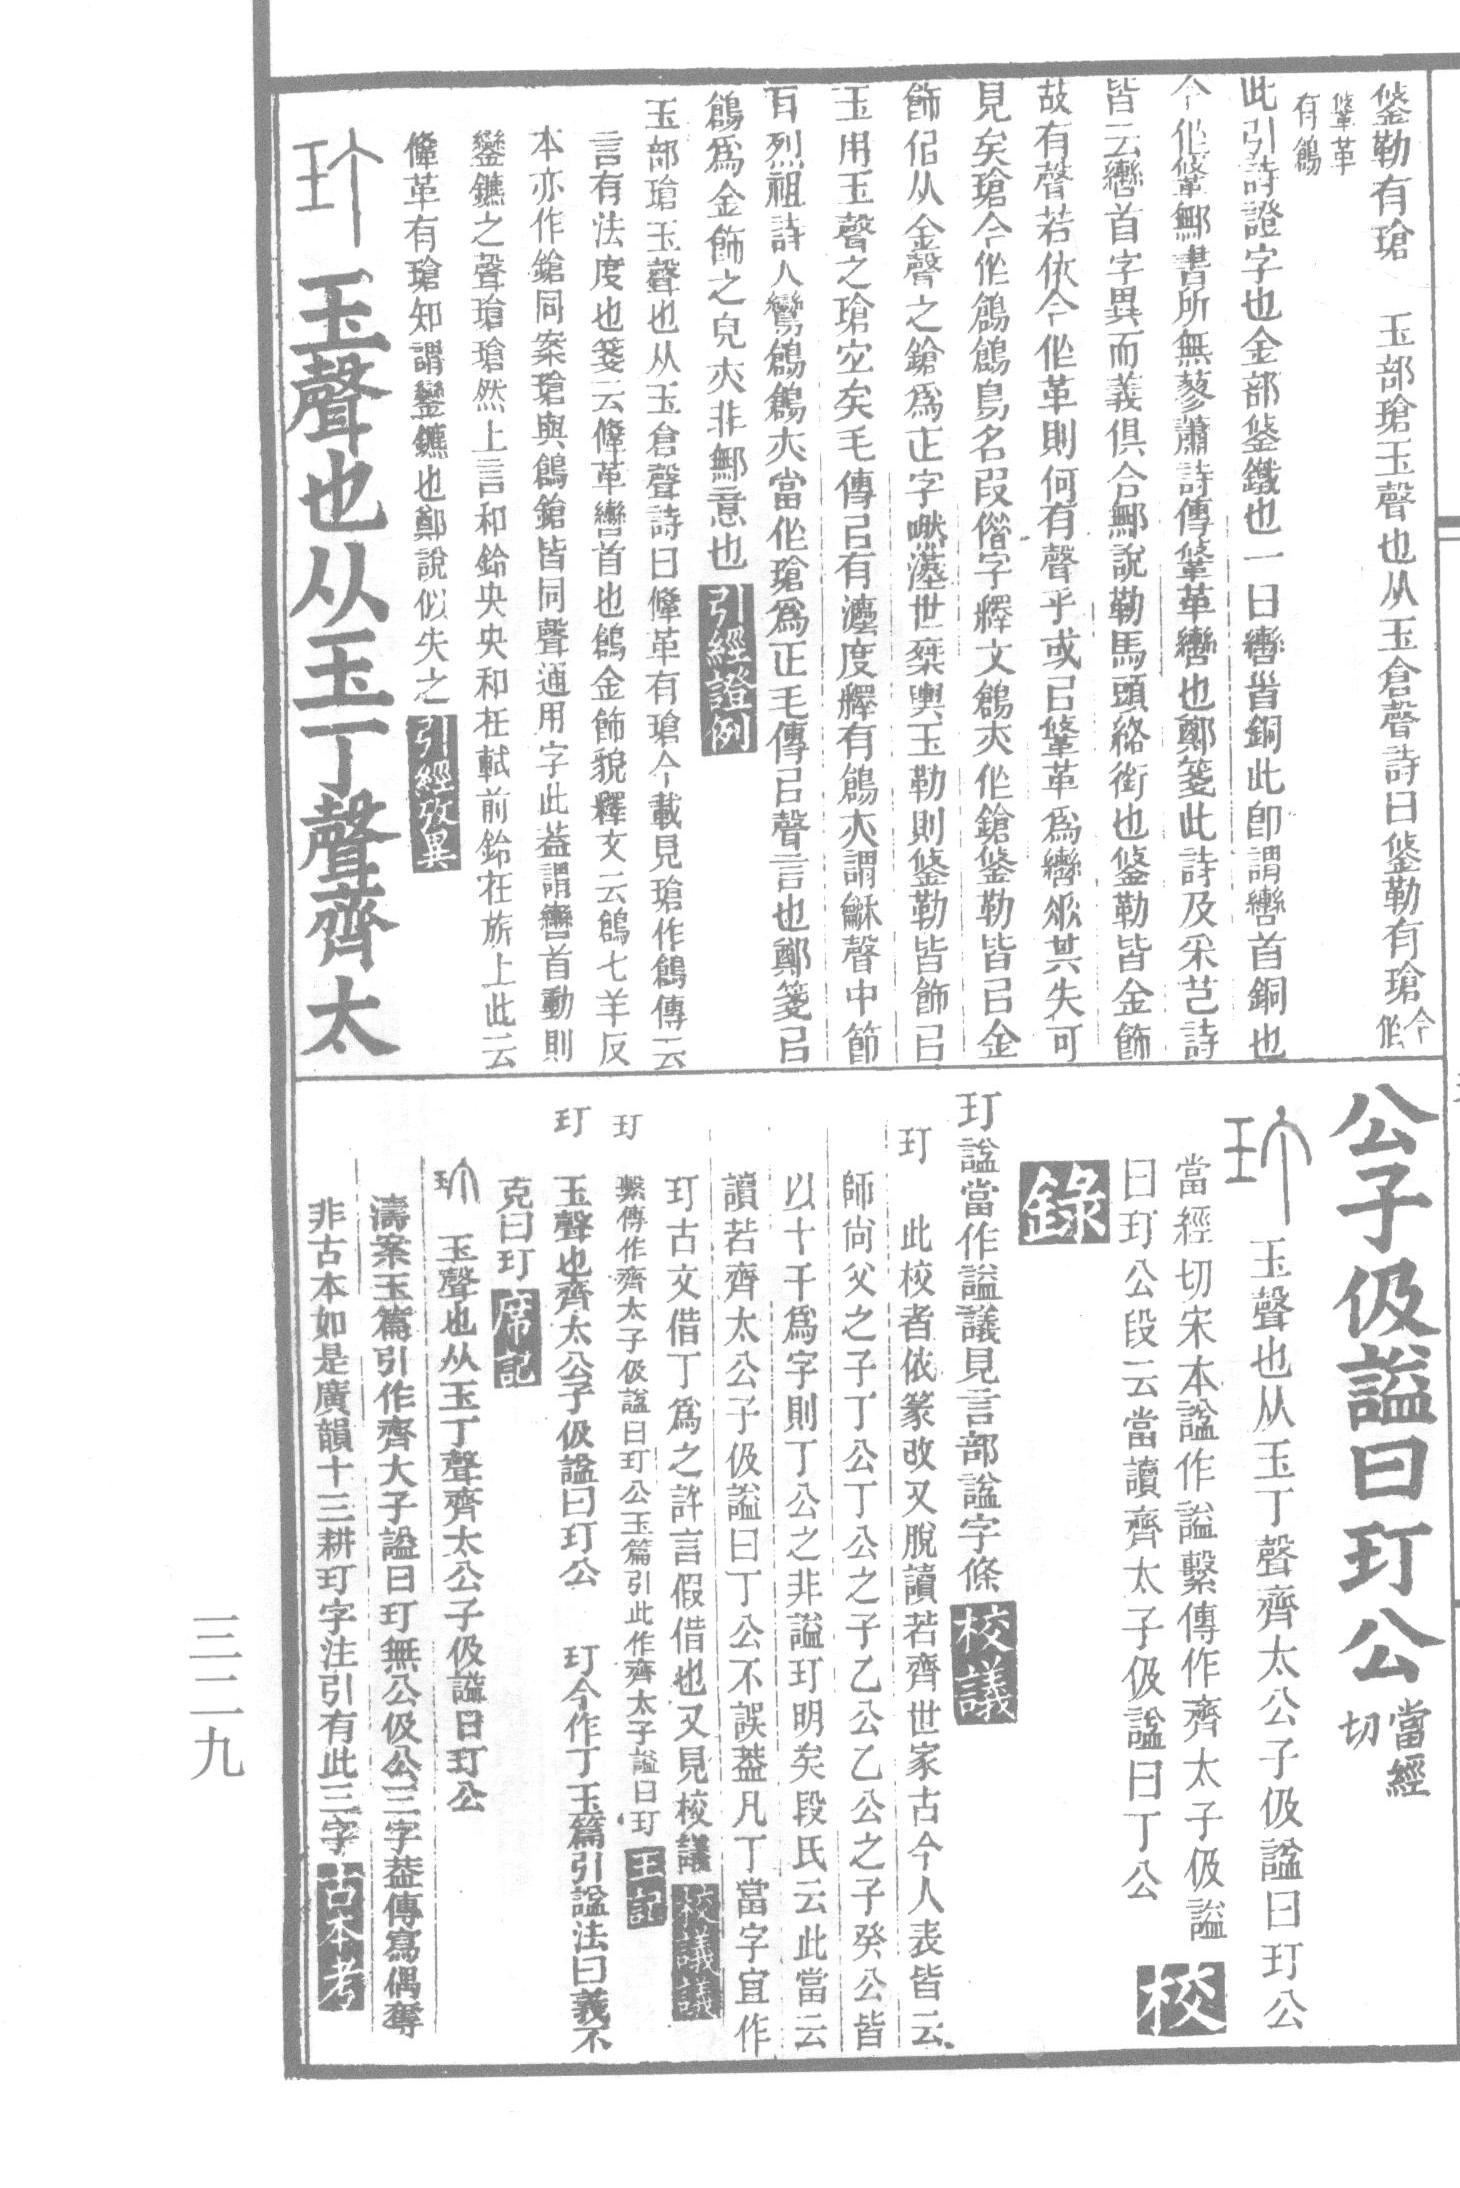 鋚勒有瑲　玉部瑲玉聲也从玉倉聲詩曰鋚勒有瑲今作
鞗革
有鶬
此引詩證字也金部鋚鐵也一曰轡首銅此卽謂轡首銅也
今作鞗革鄦書所無蓼蕭詩傳鞗革轡也鄭箋此詩及采芑詩
皆云轡首字異而義俱合鄦說勒馬頭絡銜也鋚勒皆金飾
故有聲若依今作革則何有聲乎或㠯鞗革爲轡然其失可
見矣瑲今作鶬鶬鳥名叚借字釋文鶬亦作鎗鋚勒皆㠯金
飾侣从金聲之鎗爲正字嘫漢世乘輿玉勒則鋚勒皆飾㠯
玉用玉聲之瑲宜矣毛傳㠯有灋度釋有鶬亦謂龢聲中節
百烈祖詩八鸞鶬鶬亦當作瑲爲正毛傳㠯聲言也鄭箋㠯
鶬爲金飾之皃亦非鄦意也 引經證例
玉部瑲玉聲也从玉倉聲詩曰鞗革有瑲今載見瑲作鶬傳云
言有法度也箋云鞗革轡首也鶬金飾貌釋文云鶬七羊反
本亦作鎗同案瑲與鶬鎗皆同聲通用字此葢謂轡首動則
鑾鑣之聲瑲瑲然上言和鈴央央和在軾前鈴在旂上此云
鞗革有瑲知謂鑾鑣也鄭說似失之 引經攷異
玎 玉聲也从玉丁聲齊太
公子伋謚曰玎公 當經切
玎 玉聲也从玉丁聲齊太公子伋諡曰玎公
當經切宋本諡作謚繫傳作齊太子伋謚
曰玎公段云當讀齊太子伋諡曰丁公 校
錄
玎諡當作謚議見言部諡字條 校議
玎　此校者依篆改又脫讀若齊世家古今人表皆云
師尚父之子丁公丁公之子乙公乙公之子癸公皆
以十干爲字則丁公之非謚玎明矣段氏云此當云
讀若齊太公子伋謚曰丁公不誤葢凡丁當字宜作
玎古文借丁爲之許言假借也又見校議 校議議
玎 繫傳作齊太子伋諡曰玎公玉篇引此作齊太子謚曰玎 王記
玎 玉聲也齊太公子伋諡曰玎公　玎今作丁玉篇引諡法曰義不
克曰玎 席記
玎 玉聲也从玉丁聲齊太公子伋謚曰玎公
濤案玉篇引作齊大子謚曰玎無公伋公三字葢傳寫偶奪
非古本如是廣韻十三耕玎字注引有此三字 古本考
三二九